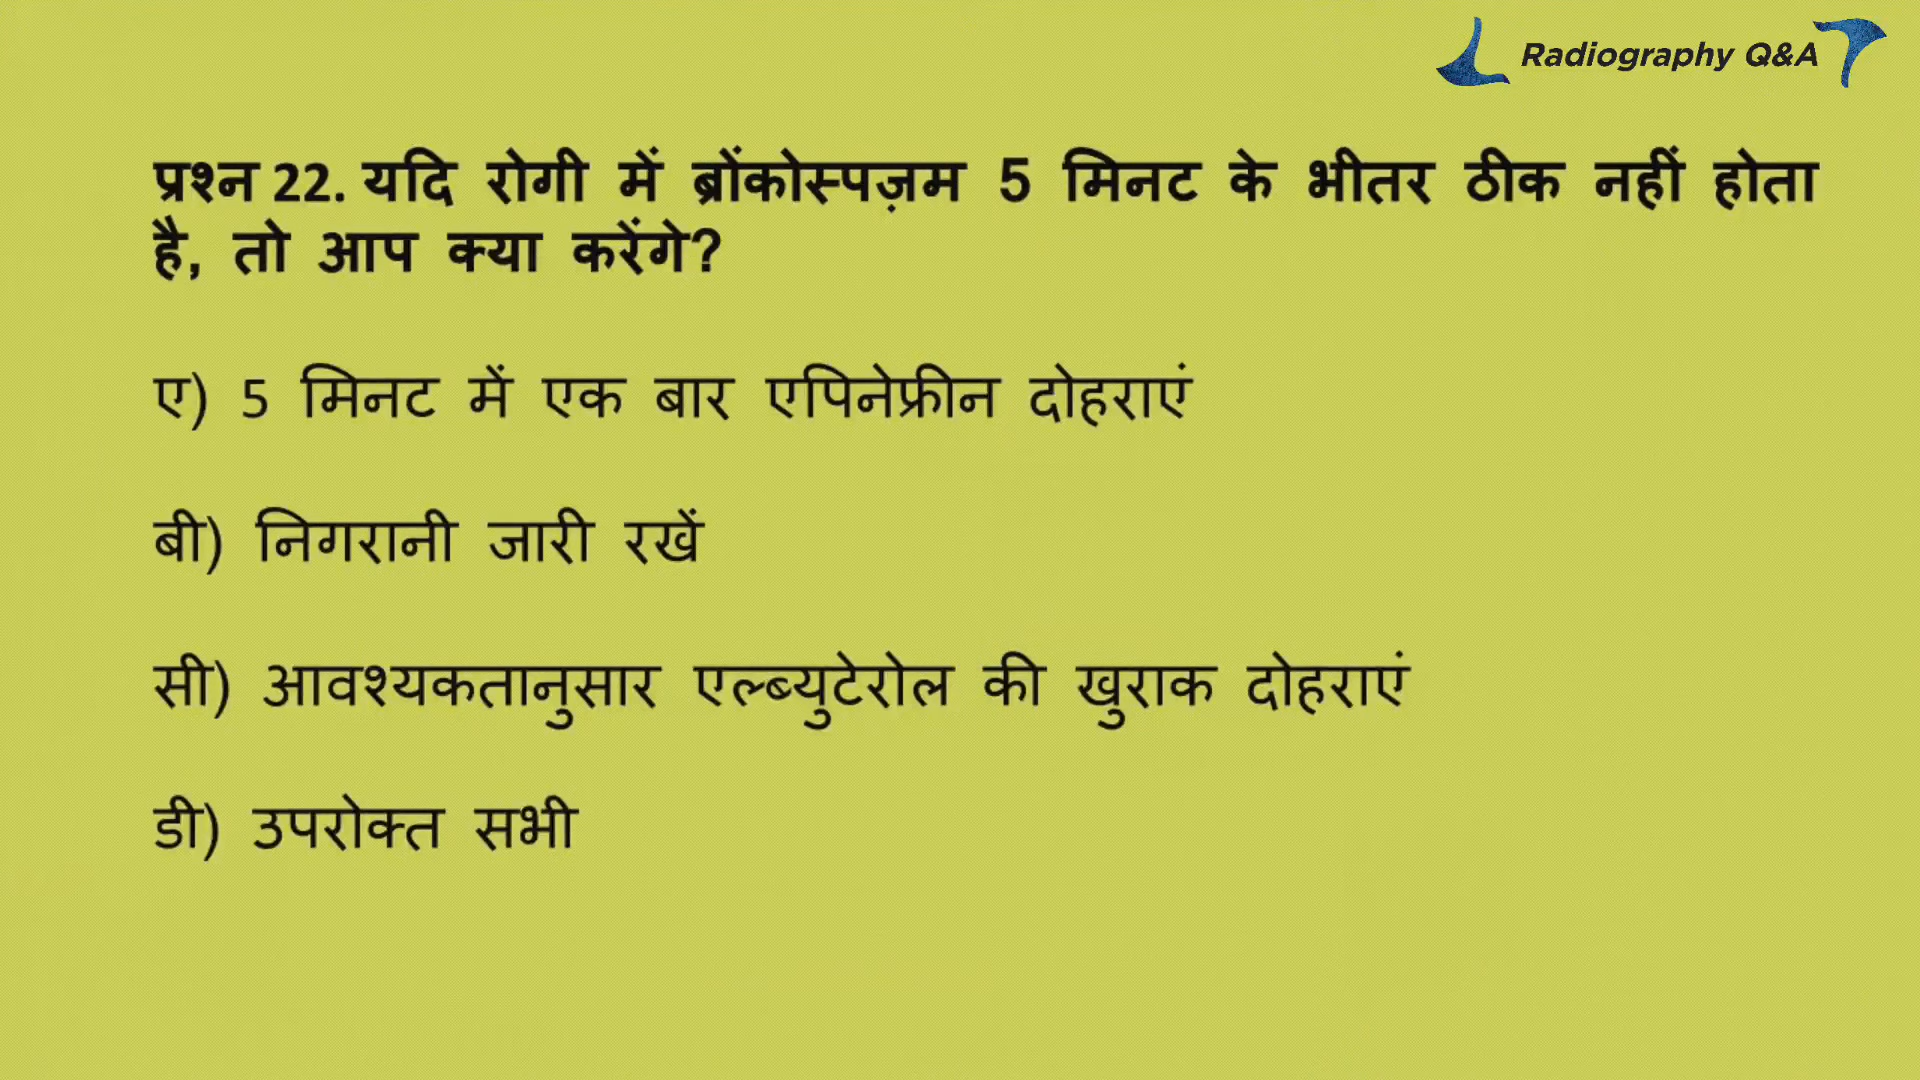 Radiography Q&A
प्रश्न 22. यदि रोगी में ब्रोंकोस्पज़म 5 मिनट के भीतर ठीक नहीं होता
है, तो आप क्या करेंगे?
ए) 5 मिनट में एक बार एपिनेफ्रीन दोहराएं
बी) निगरानी जारी रखें
सी) आवश्यकतानुसार एल्ब्युटेरोल की खुराक दोहराएं
डी) उपरोक्त सभी